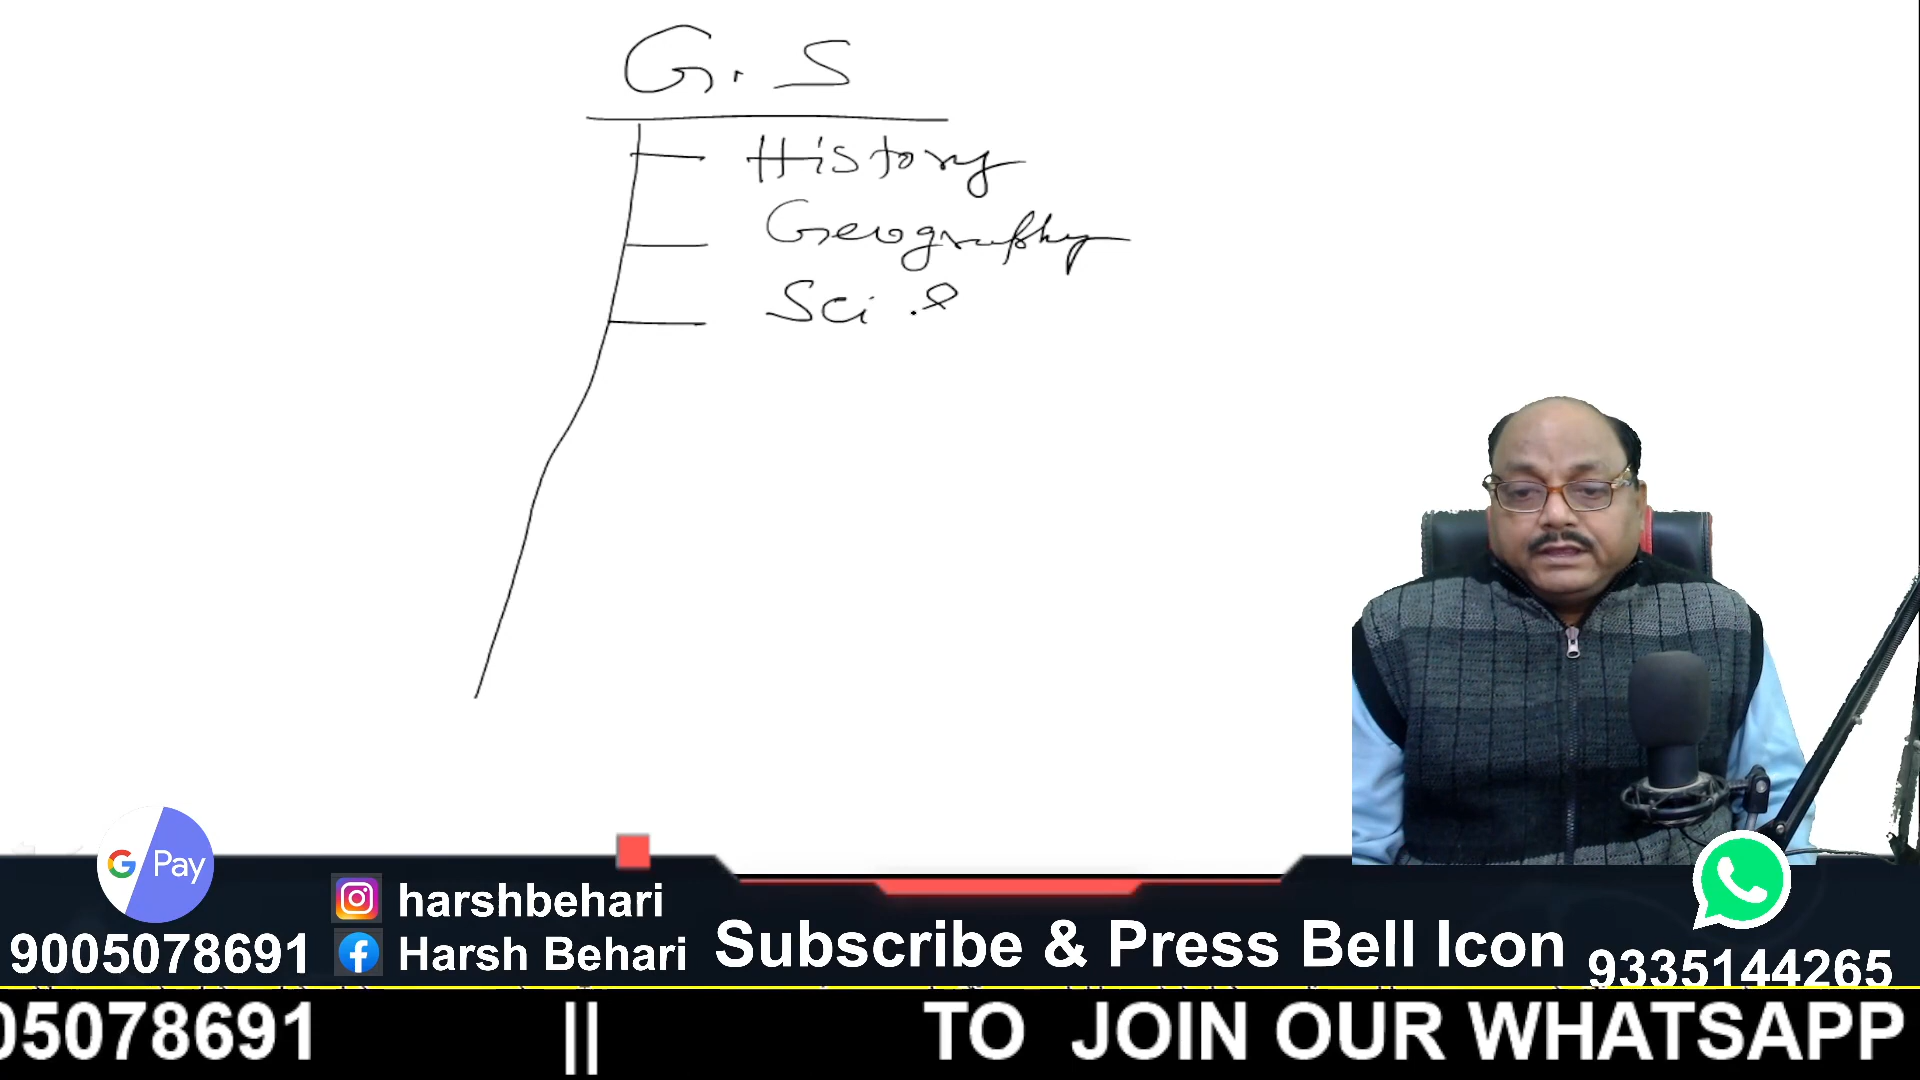 G. S
History
Geography
Sci. &
G Pay
harshbehari
9005078691
Harsh Behari
Subscribe & Press Bell Icon
9335144265
05078691 || TO JOIN OUR WHATSAPP